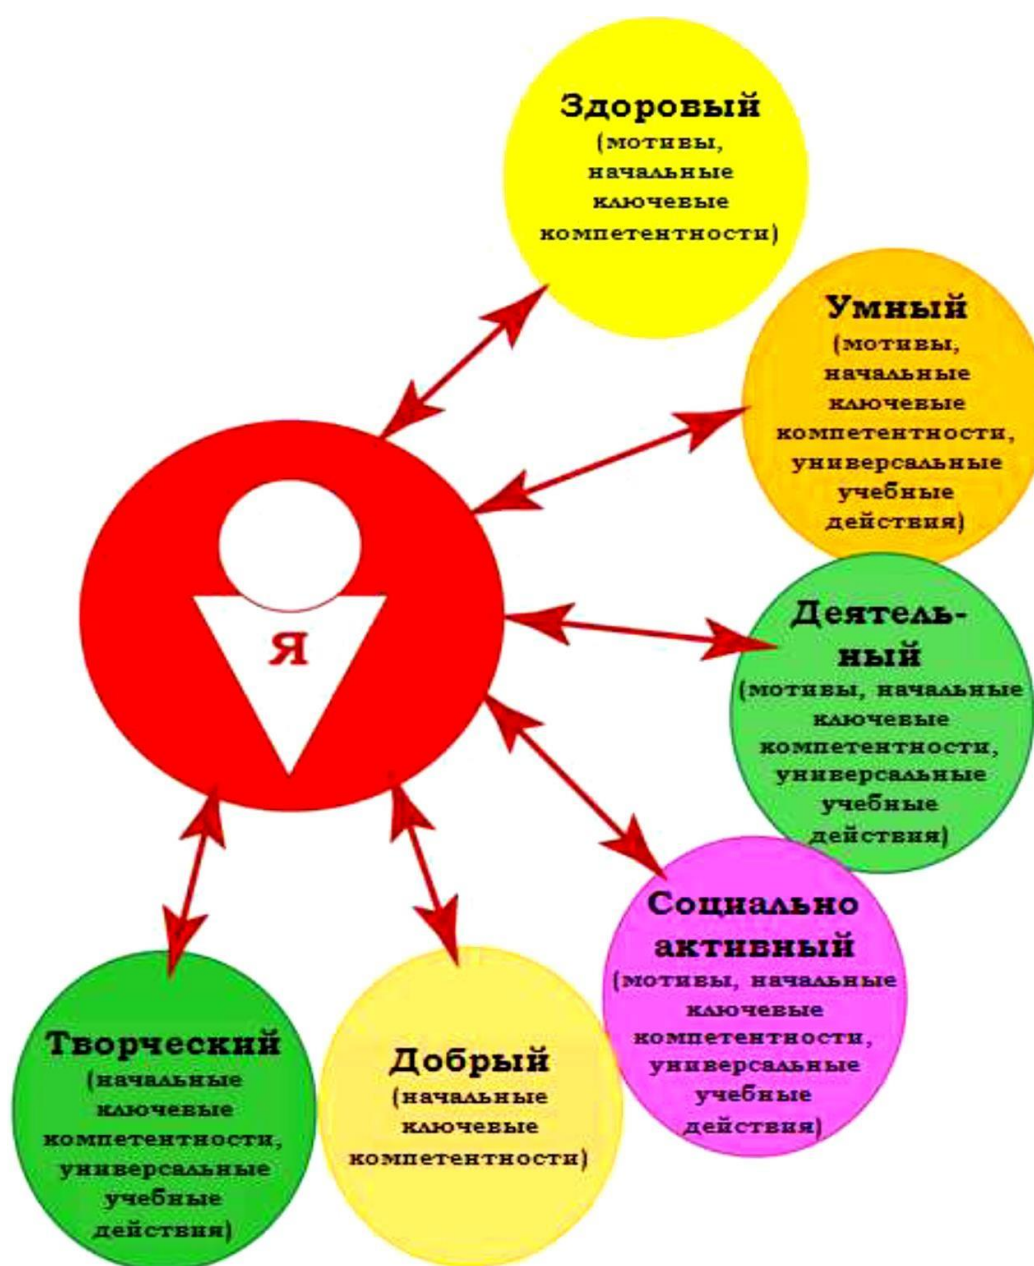 Здоровый
(мотивы,
начальные
ключевые
компетентности)
Умный
(мотивы,
начальные
ключевые
компетентности,
универсальные
учебные
действия)
Я
Деятель-
ный
(мотивы, начальные
ключевые
компетентности,
универсальные
учебные
действия)
Социально
активный
(мотивы, начальные
ключевые
компетентности,
универсальные
учебные
действия)
Добрый
(начальные
ключевые
компетентности)
Творческий
(начальные
ключевые
компетентности,
универсальные
учебные
действия)